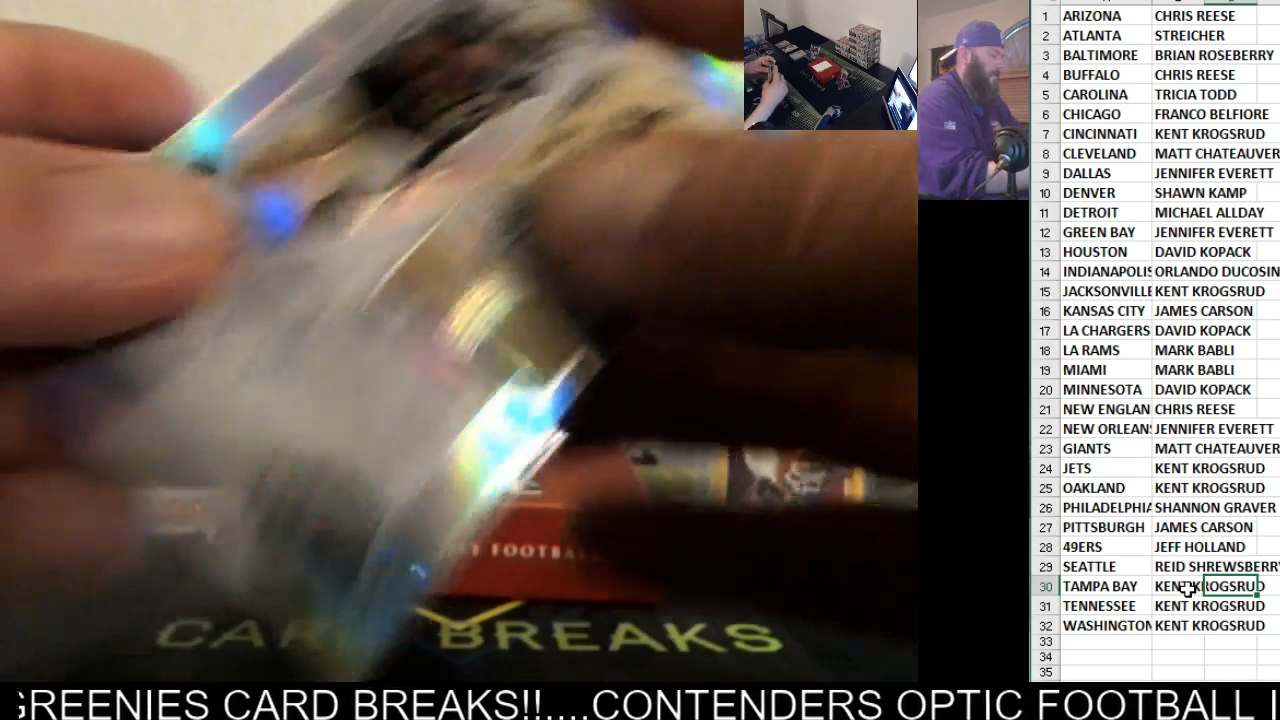 1 ARIZONA CHRIS REESE
2 ATLANTA STREICHER
3 BALTIMORE BRIAN ROSEBERRY
4 BUFFALO CHRIS REESE
5 CAROLINA TRICIA TODD
6 CHICAGO FRANCO BELFIORE
7 CINCINNATI KENT KROGSRUD
8 CLEVELAND MATT CHATEAUVER
9 DALLAS JENNIFER EVERETT
10 DENVER SHAWN KAMP
11 DETROIT MICHAEL ALLDAY
12 GREEN BAY JENNIFER EVERETT
13 HOUSTON DAVID KOPACK
14 INDIANAPOLIS ORLANDO DUCOSIN
15 JACKSONVILLE KENT KROGSRUD
16 KANSAS CITY JAMES CARSON
17 LA CHARGERS DAVID KOPACK
18 LA RAMS MARK BABLI
19 MIAMI MARK BABLI
20 MINNESOTA DAVID KOPACK
21 NEW ENGLAN CHRIS REESE
22 NEW ORLEANS JENNIFER EVERETT
23 GIANTS MATT CHATEAUVER
24 JETS KENT KROGSRUD
25 OAKLAND KENT KROGSRUD
26 PHILADELPHIA SHANNON GRAVER
27 PITTSBURGH JAMES CARSON
28 49ERS JEFF HOLLAND
29 SEATTLE REID SHREWSBERRY
30 TAMPA BAY KENT KROGSRUD
31 TENNESSEE KENT KROGSRUD
32 WASHINGTON KENT KROGSRUD
33
34
35
FOOTBA
CARD BREAKS
GREENIES CARD BREAKS!!....CONTENDERS OPTIC FOOTBALL